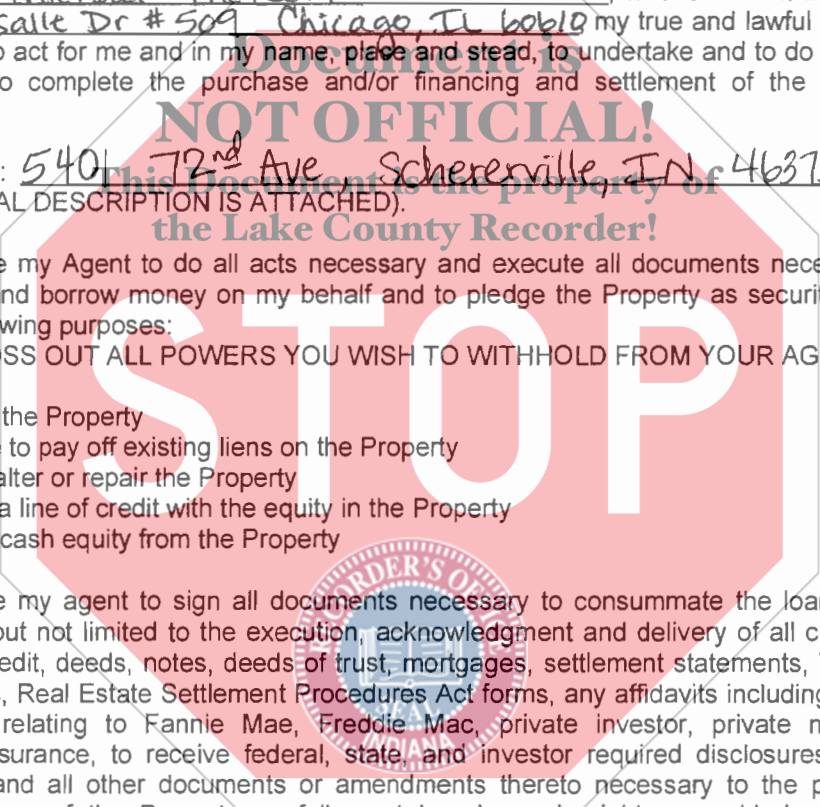 salle Dr # 509 Chicago, IL 60610 my true and lawful
o act for me and in my name, place and stead, to undertake and to do
o complete the purchase and/or financing and settlement of the
Document is
NOT OFFICIAL!
: 5401 72nd Ave, Schererville, IN 4637
This Document is the property of
AL DESCRIPTION IS ATTACHED).
the Lake County Recorder!
e my Agent to do all acts necessary and execute all documents nece
nd borrow money on my behalf and to pledge the Property as securit
wing purposes:
OSS OUT ALL POWERS YOU WISH TO WITHHOLD FROM YOUR AG
STOP
the Property
to pay off existing liens on the Property
alter or repair the Property
a line of credit with the equity in the Property
cash equity from the Property
RECORDER'S OFFICE
e my agent to sign all documents necessary to consummate the loa
out not limited to the execution, acknowledgment and delivery of all c
edit, deeds, notes, deeds of trust, mortgages, settlement statements,
, Real Estate Settlement Procedures Act forms, any affidavits including
relating to Fannie Mae, Freddie Mac, private investor, private m
SEAL
surance, to receive federal, state, and investor required disclosures
INDIANA
and all other documents or amendments thereto necessary to the p